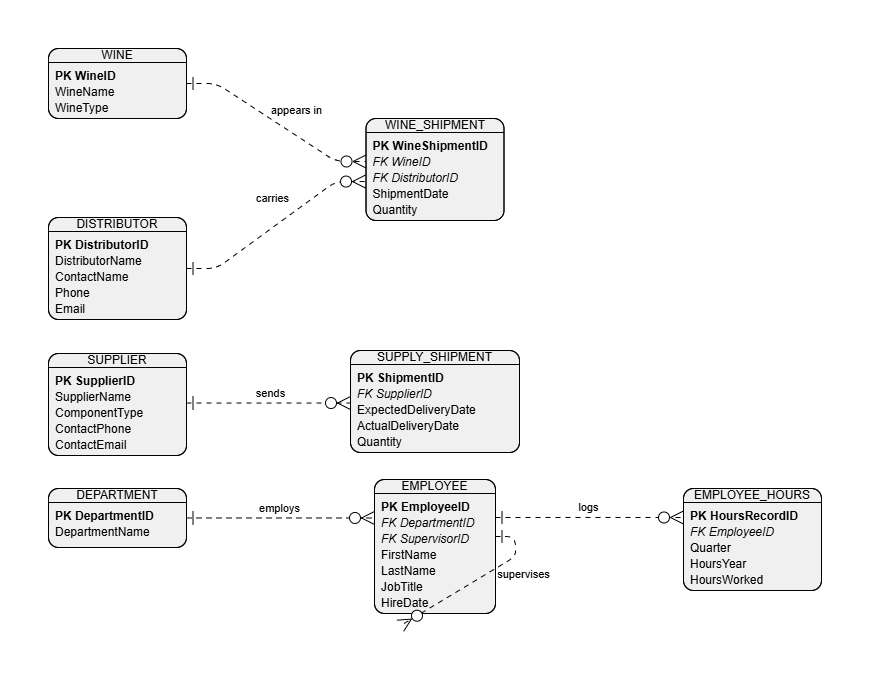 WINE
PK WineID
WineName
WineType
appears in
WINE_SHIPMENT
PK WineShipmentID
FK WineID
FK DistributorID
ShipmentDate
Quantity
carries
DISTRIBUTOR
PK DistributorID
DistributorName
ContactName
Phone
Email
SUPPLIER
PK SupplierID
SupplierName
ComponentType
ContactPhone
ContactEmail
sends
SUPPLY_SHIPMENT
PK ShipmentID
FK SupplierID
ExpectedDeliveryDate
ActualDeliveryDate
Quantity
DEPARTMENT
PK DepartmentID
DepartmentName
employs
EMPLOYEE
PK EmployeeID
FK DepartmentID
FK SupervisorID
FirstName
LastName
JobTitle
HireDate
supervises
logs
EMPLOYEE_HOURS
PK HoursRecordID
FK EmployeeID
Quarter
HoursYear
HoursWorked